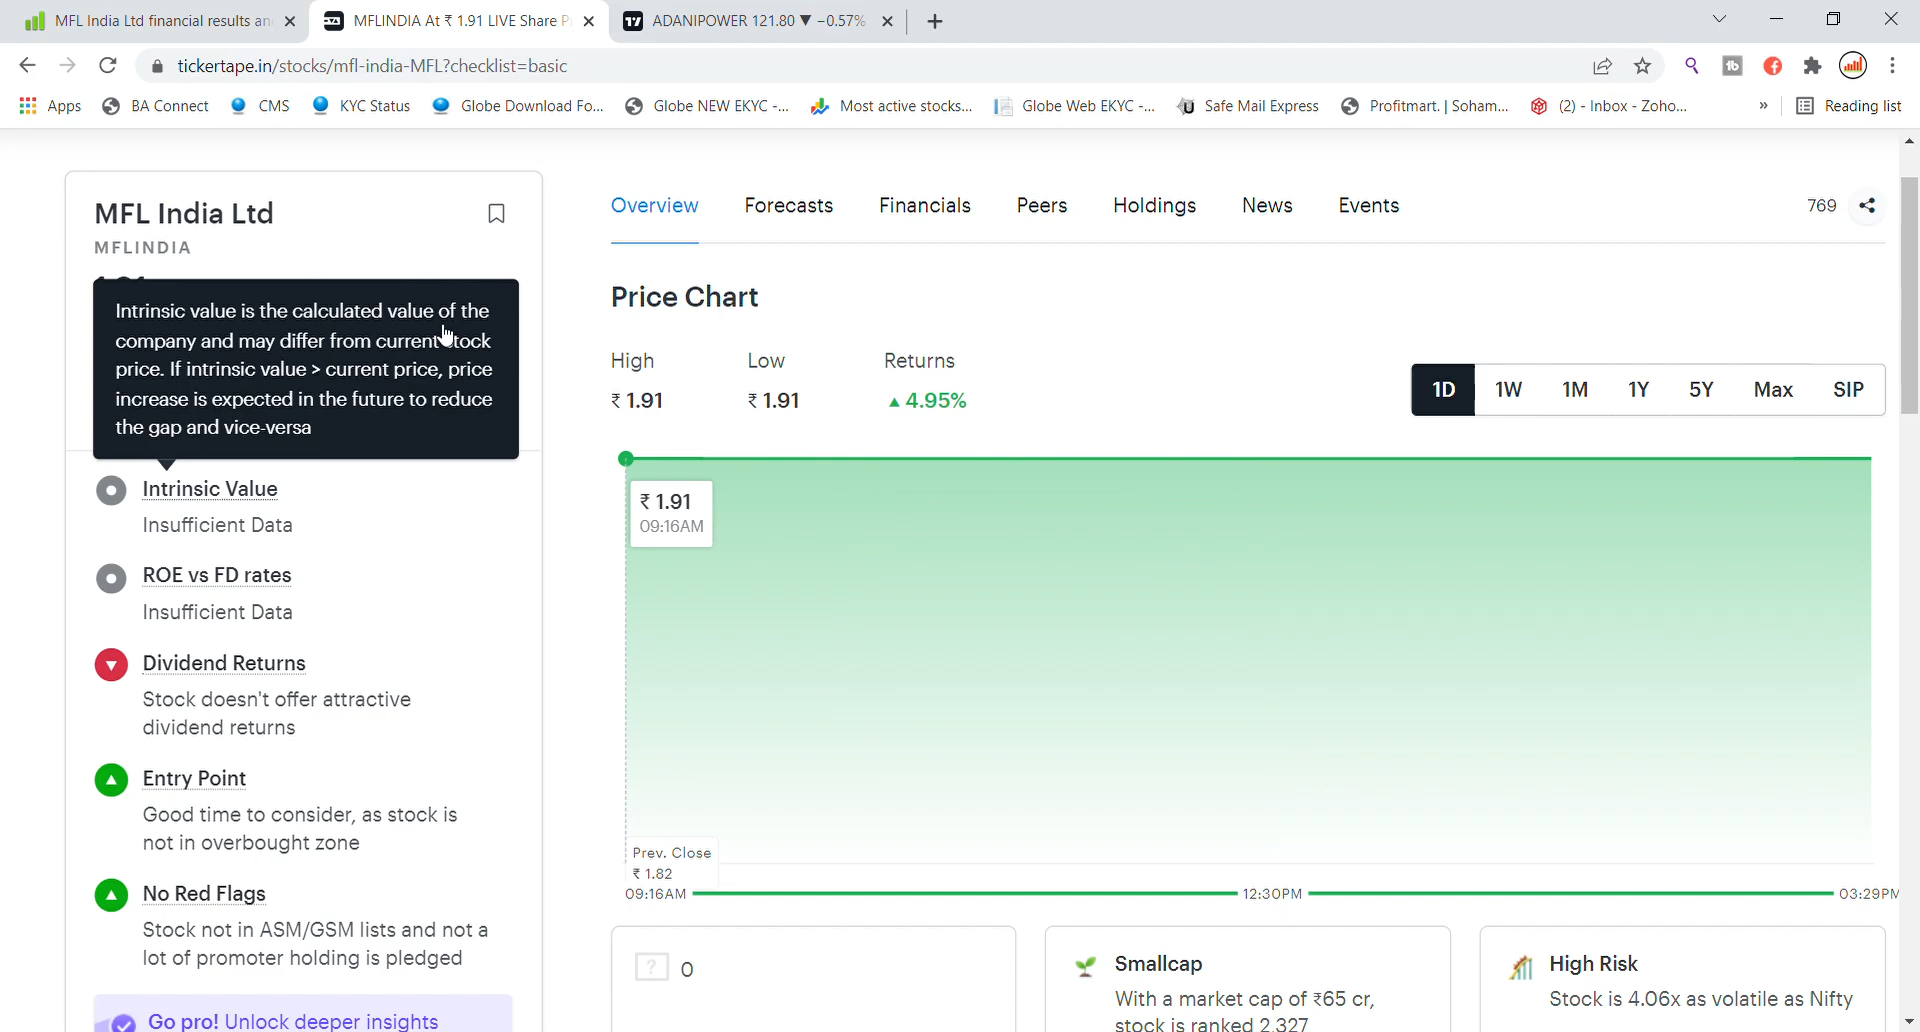 MFL India Ltd financial results an
MFLINDIA At ₹ 1.91 LIVE Share P
ADANIPOWER 121.80 ▼ −0.57%
tickertape.in/stocks/mfl-india-MFL?checklist=basic
Apps
BA Connect
CMS
KYC Status
Globe Download Fo...
Globe NEW EKYC -...
Most active stocks...
Globe Web EKYC -...
Safe Mail Express
Profitmart. | Soham...
(2) - Inbox - Zoho...
»
Reading list
MFL India Ltd
MFLINDIA
Intrinsic value is the calculated value of the
company and may differ from current stock
price. If intrinsic value > current price, price
increase is expected in the future to reduce
the gap and vice-versa
Intrinsic Value
Insufficient Data
ROE vs FD rates
Insufficient Data
Dividend Returns
Stock doesn't offer attractive
dividend returns
Entry Point
Good time to consider, as stock is
not in overbought zone
No Red Flags
Stock not in ASM/GSM lists and not a
lot of promoter holding is pledged
Go pro! Unlock deeper insights
Overview Forecasts Financials Peers Holdings News Events
769
Price Chart
High Low Returns
₹ 1.91 ₹ 1.91 ▲ 4.95%
1D 1W 1M 1Y 5Y Max SIP
₹ 1.91
09:16AM
Prev. Close
₹ 1.82
09:16AM 12:30PM 03:29PM
? 0
Smallcap
With a market cap of ₹65 cr,
stock is ranked 2,327
High Risk
Stock is 4.06x as volatile as Nifty